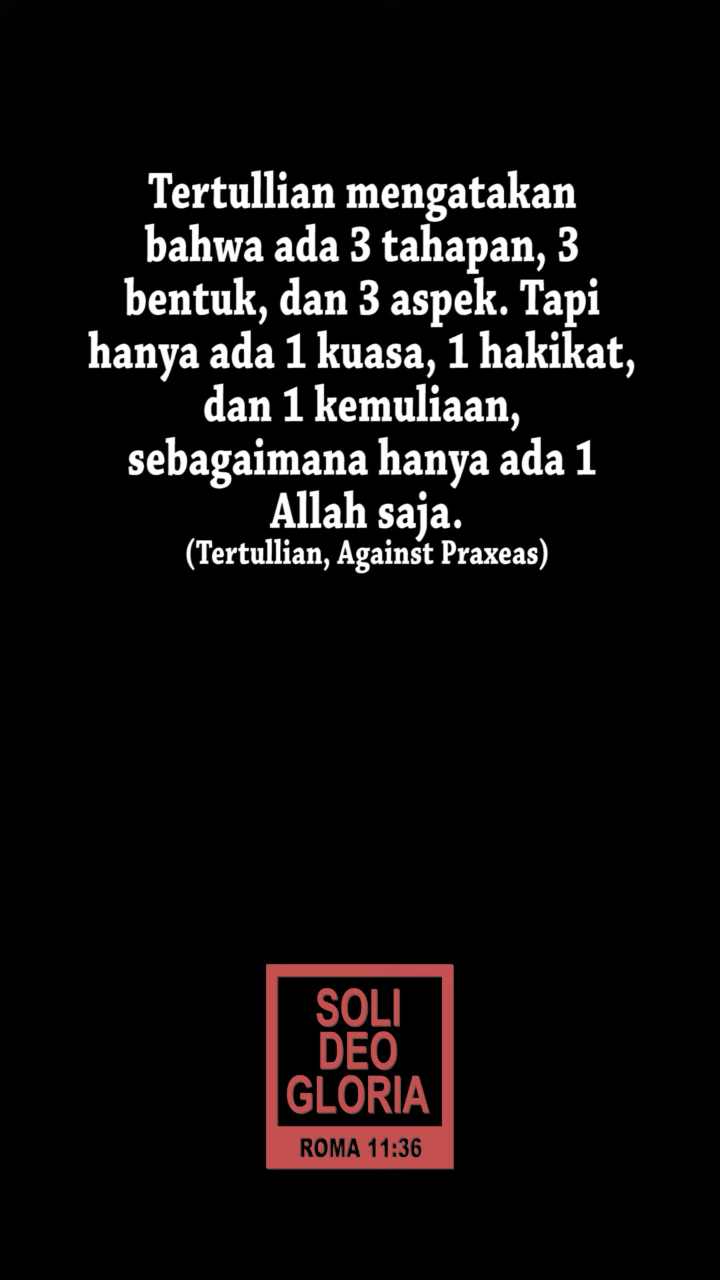 Tertullian mengatakan
bahwa ada 3 tahapan, 3
bentuk, dan 3 aspek. Tapi
hanya ada 1 kuasa, 1 hakikat,
dan 1 kemuliaan,
sebagaimana hanya ada 1
Allah saja.
(Tertullian, Against Praxeas)
SOLI
DEO
GLORIA
ROMA 11:36